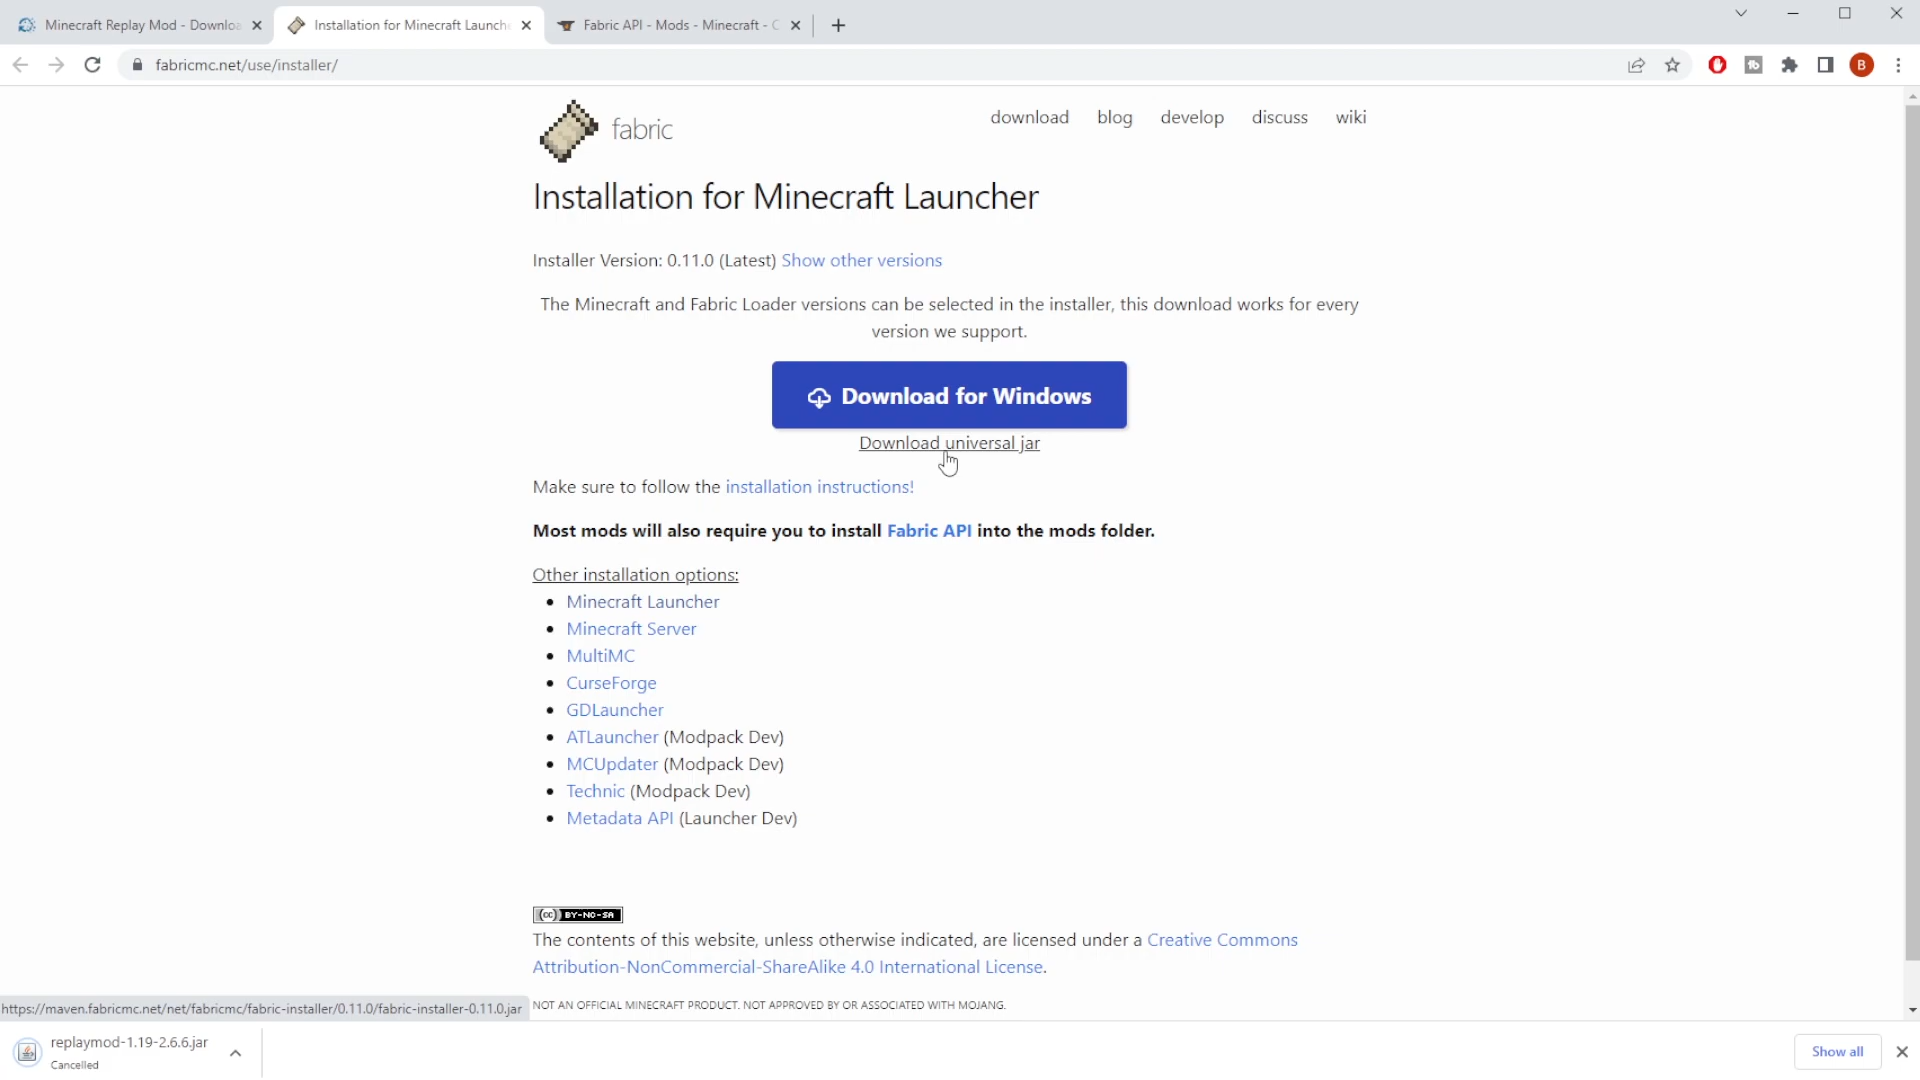 Minecraft Replay Mod - Downloa
Installation for Minecraft Launche
Fabric API - Mods - Minecraft - C
fabricmc.net/use/installer/
B
fabric
download blog develop discuss wiki
Installation for Minecraft Launcher
Installer Version: 0.11.0 (Latest) Show other versions
The Minecraft and Fabric Loader versions can be selected in the installer, this download works for every
version we support.
Download for Windows
Download universal jar
Make sure to follow the installation instructions!
Most mods will also require you to install Fabric API into the mods folder.
Other installation options:
Minecraft Launcher
Minecraft Server
MultiMC
CurseForge
GDLauncher
ATLauncher (Modpack Dev)
MCUpdater (Modpack Dev)
Technic (Modpack Dev)
Metadata API (Launcher Dev)
(cc) BY-NC-SA
The contents of this website, unless otherwise indicated, are licensed under a Creative Commons
Attribution-NonCommercial-ShareAlike 4.0 International License.
https://maven.fabricmc.net/net/fabricmc/fabric-installer/0.11.0/fabric-installer-0.11.0.jar
NOT AN OFFICIAL MINECRAFT PRODUCT. NOT APPROVED BY OR ASSOCIATED WITH MOJANG.
replaymod-1.19-2.6.6.jar
Cancelled
Show all